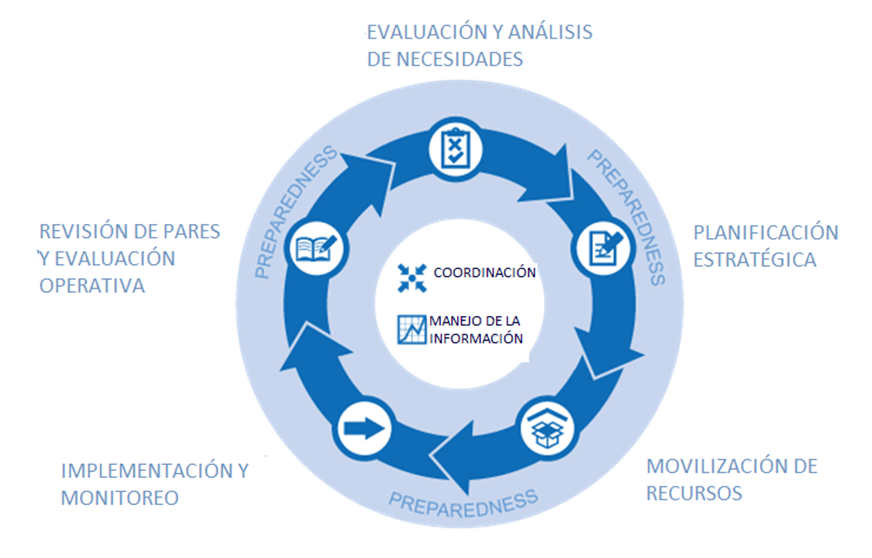 EVALUACIÓN Y ANÁLISIS
DE NECESIDADES
PREPAREDNESS
PREPAREDNESS
REVISIÓN DE PARES
Y EVALUACIÓN
OPERATIVA
PLANIFICACIÓN
ESTRATÉGICA
COORDINACIÓN
MANEJO DE LA
INFORMACIÓN
IMPLEMENTACIÓN Y
MONITOREO
MOVILIZACIÓN DE
RECURSOS
PREPAREDNESS